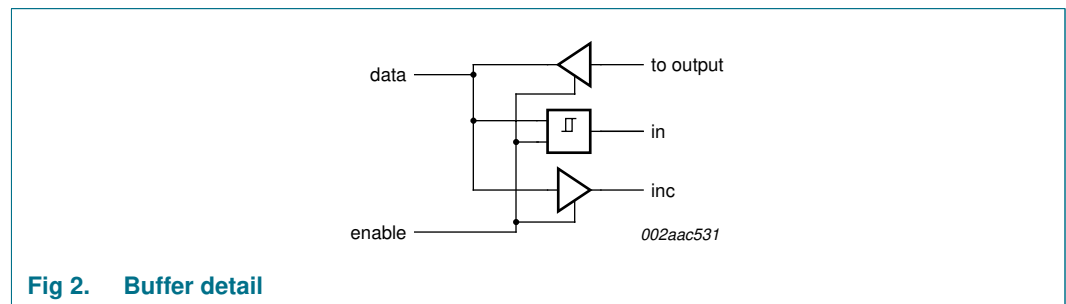 data
to output
in
inc
enable
002aac531
Fig 2. Buffer detail